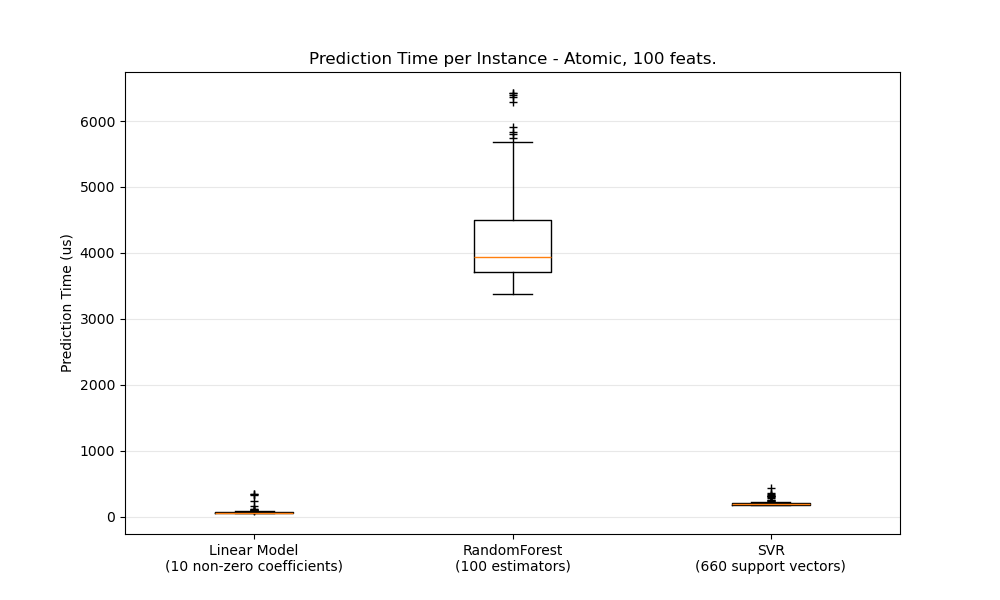 Prediction Time per Instance - Atomic, 100 feats.
Prediction Time (us)
6000
5000
4000
3000
2000
1000
0
Linear Model
(10 non-zero coefficients)
RandomForest
(100 estimators)
SVR
(660 support vectors)